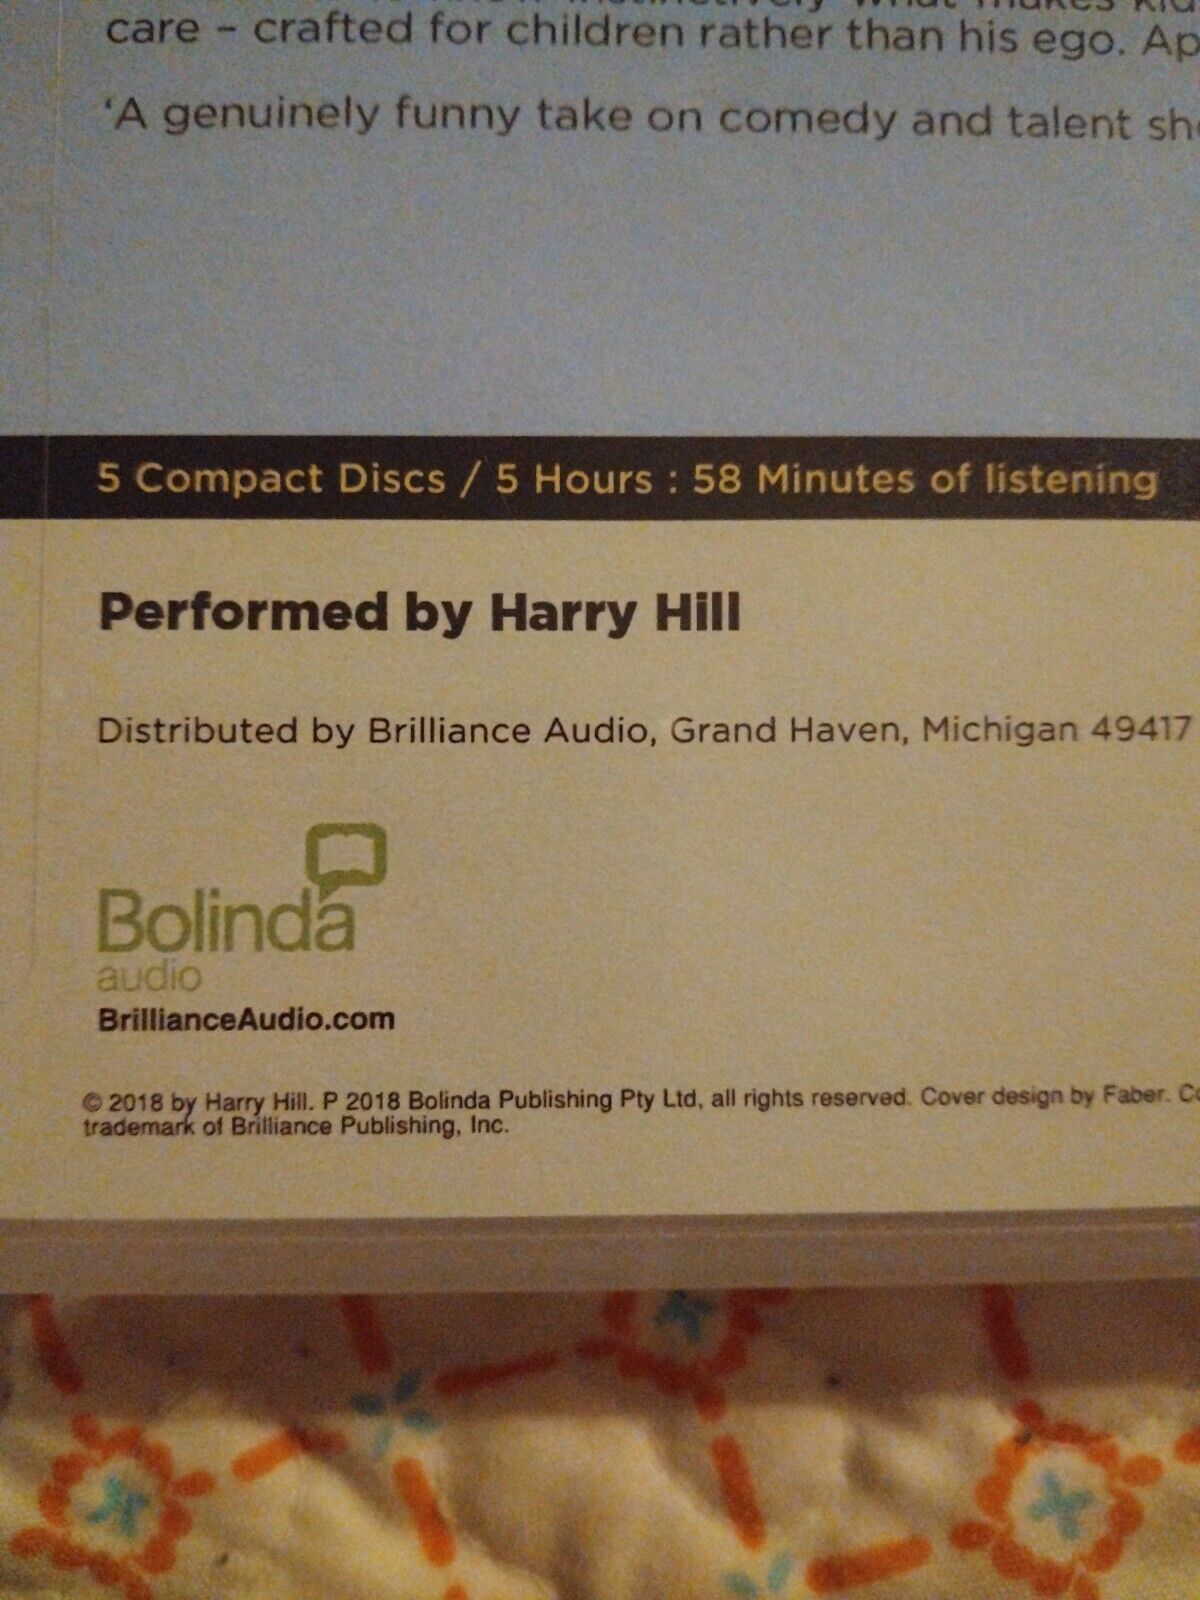 instinctively what makes
care – crafted for children rather than his ego.
‘A genuinely funny take on comedy and talent
5 Compact Discs / 5 Hours : 58 Minutes of listening
Performed by Harry Hill
Distributed by Brilliance Audio, Grand Haven, Michigan 49417
Bolinda
audio
BrillianceAudio.com
© 2018 by Harry Hill. P 2018 Bolinda Publishing Pty Ltd, all rights reserved. Cover design by Faber.
trademark of Brilliance Publishing, Inc.